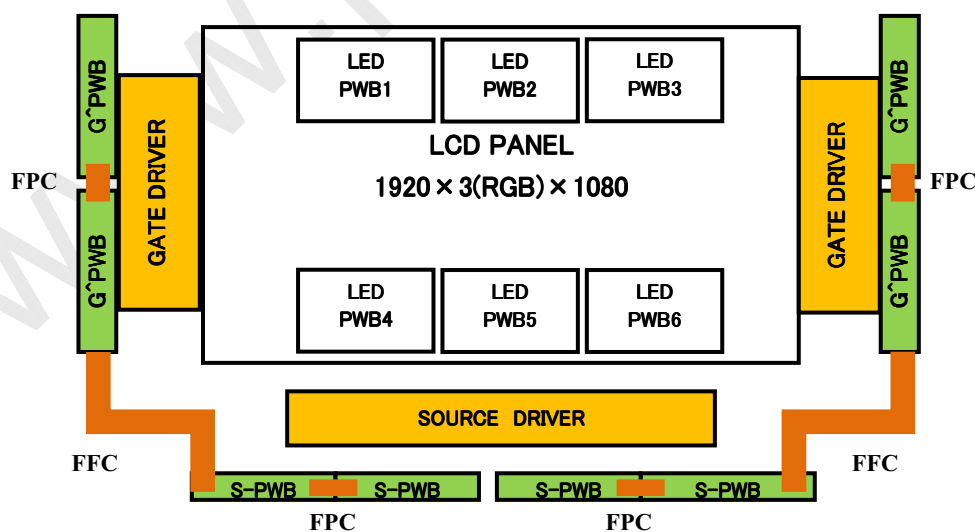 LED
PWB1
LED
PWB2
LED
PWB3
LCD PANEL
1920×3(RGB)×1080
LED
PWB4
LED
PWB5
LED
PWB6
G^PWB
G^PWB
FPC
GATE DRIVER
GATE DRIVER
G^PWB
G^PWB
FPC
SOURCE DRIVER
FFC
FFC
S-PWB
S-PWB
S-PWB
S-PWB
FPC
FPC